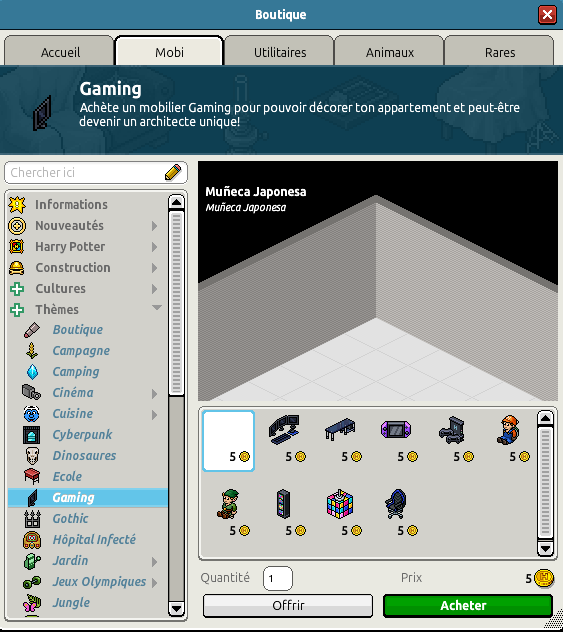 Boutique
Accueil
Mobi
Utilitaires
Animaux
Rares
Gaming
Achète un mobilier Gaming pour pouvoir décorer ton appartement et peut-être
devenir un architecte unique!
Chercher ici
Informations
Nouveautés
Harry Potter
Construction
Cultures
Thèmes
Boutique
Campagne
Camping
Cinéma
Cuisine
Cyberpunk
Dinosaures
Ecole
Gaming
Gothic
Hôpital Infecté
Jardin
Jeux Olympiques
Jungle
Muñeca Japonesa
Muñeca Japonesa
5 5 5 5 5 5
5 5 5 5
Quantité 1 Prix 5
Offrir Acheter